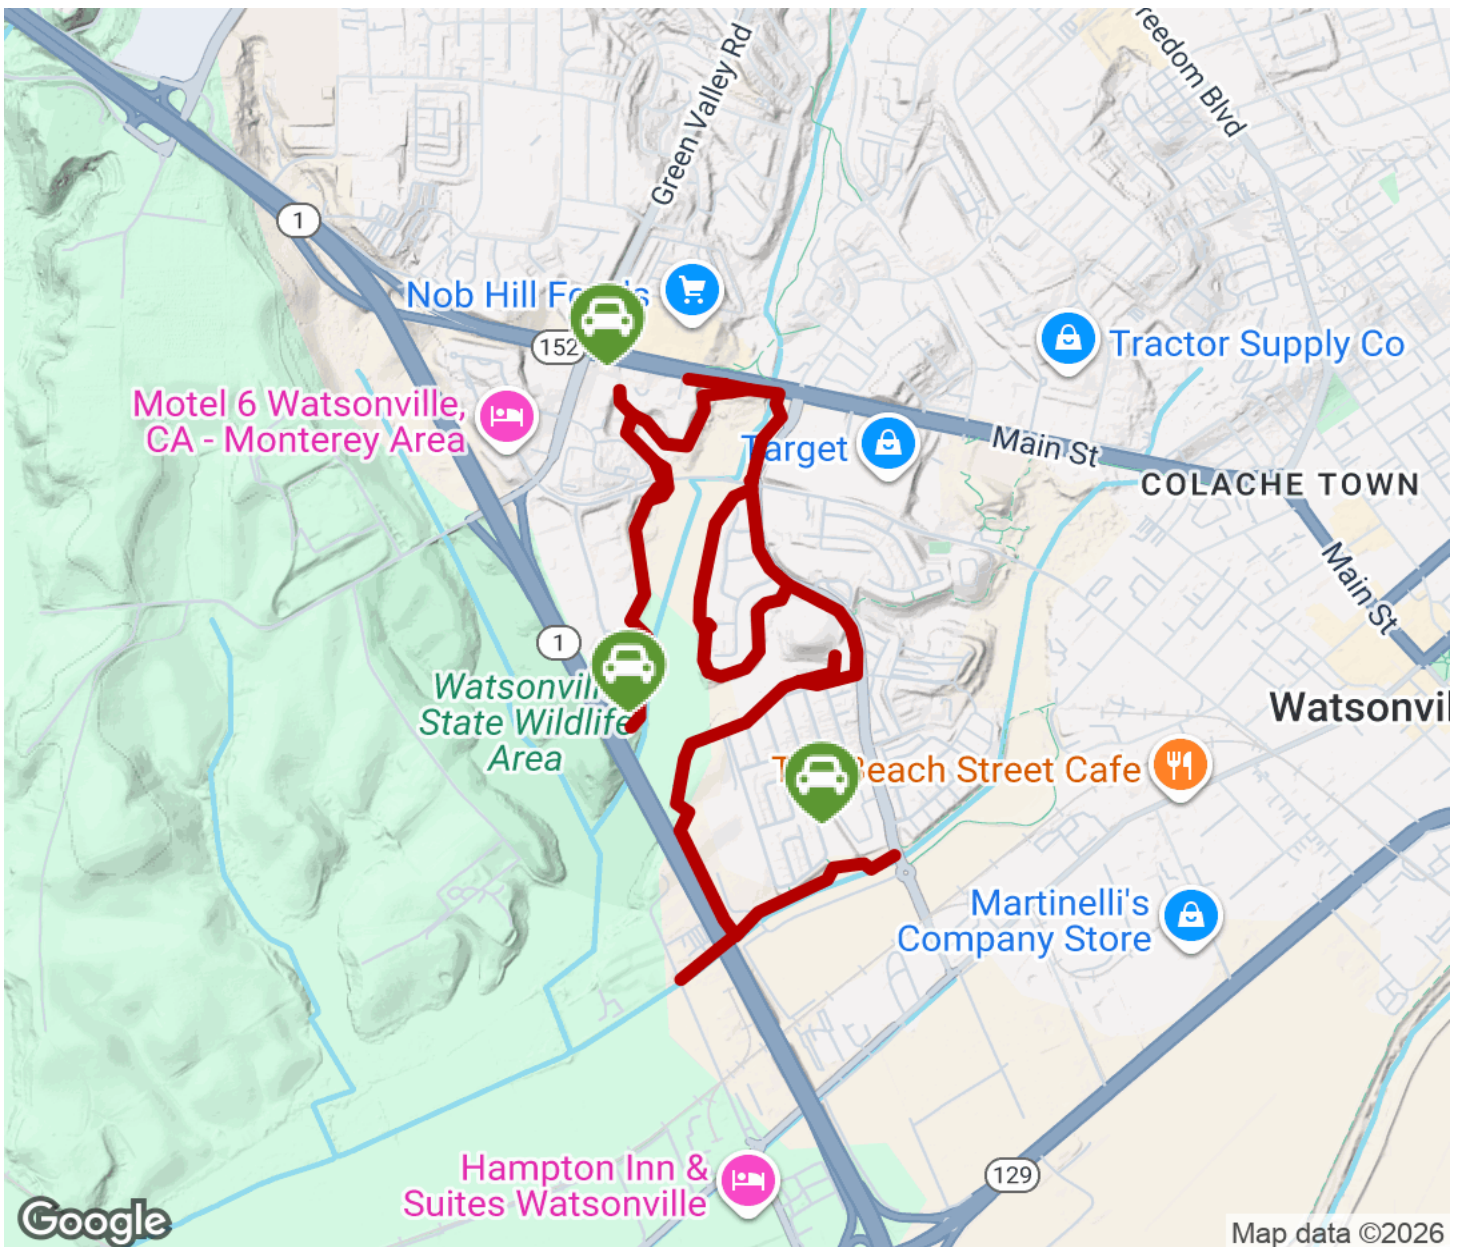 Green Valley Rd
reedom Blvd
1
Nob Hill F
152
Tractor Supply Co
Motel 6 Watsonville,
CA - Monterey Area
Target
Main St
COLACHE TOWN
Main St
1
Watsonvil
State Wildlife
Area
Watsonvil
Beach Street Cafe
Martinelli's
Company Store
Hampton Inn &
Suites Watsonville
129
Google
Map data ©2026